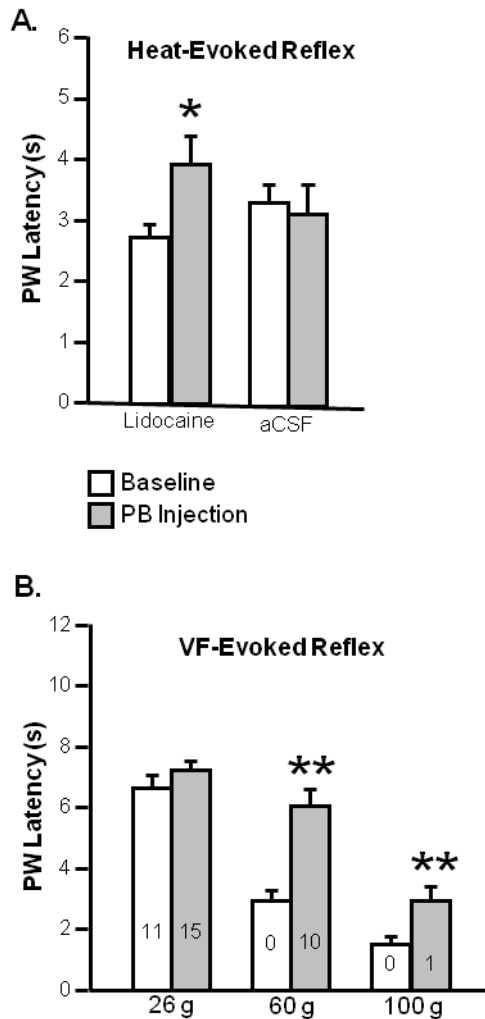 A.
Heat-Evoked Reflex
PW Latency (s)
6
5
4
3
2
1
0
*
Lidocaine aCSF
Baseline
PB Injection
B.
VF-Evoked Reflex
PW Latency (s)
12
10
8
6
4
2
0
**
**
11 15 0 10 0 1
26 g 60 g 100 g